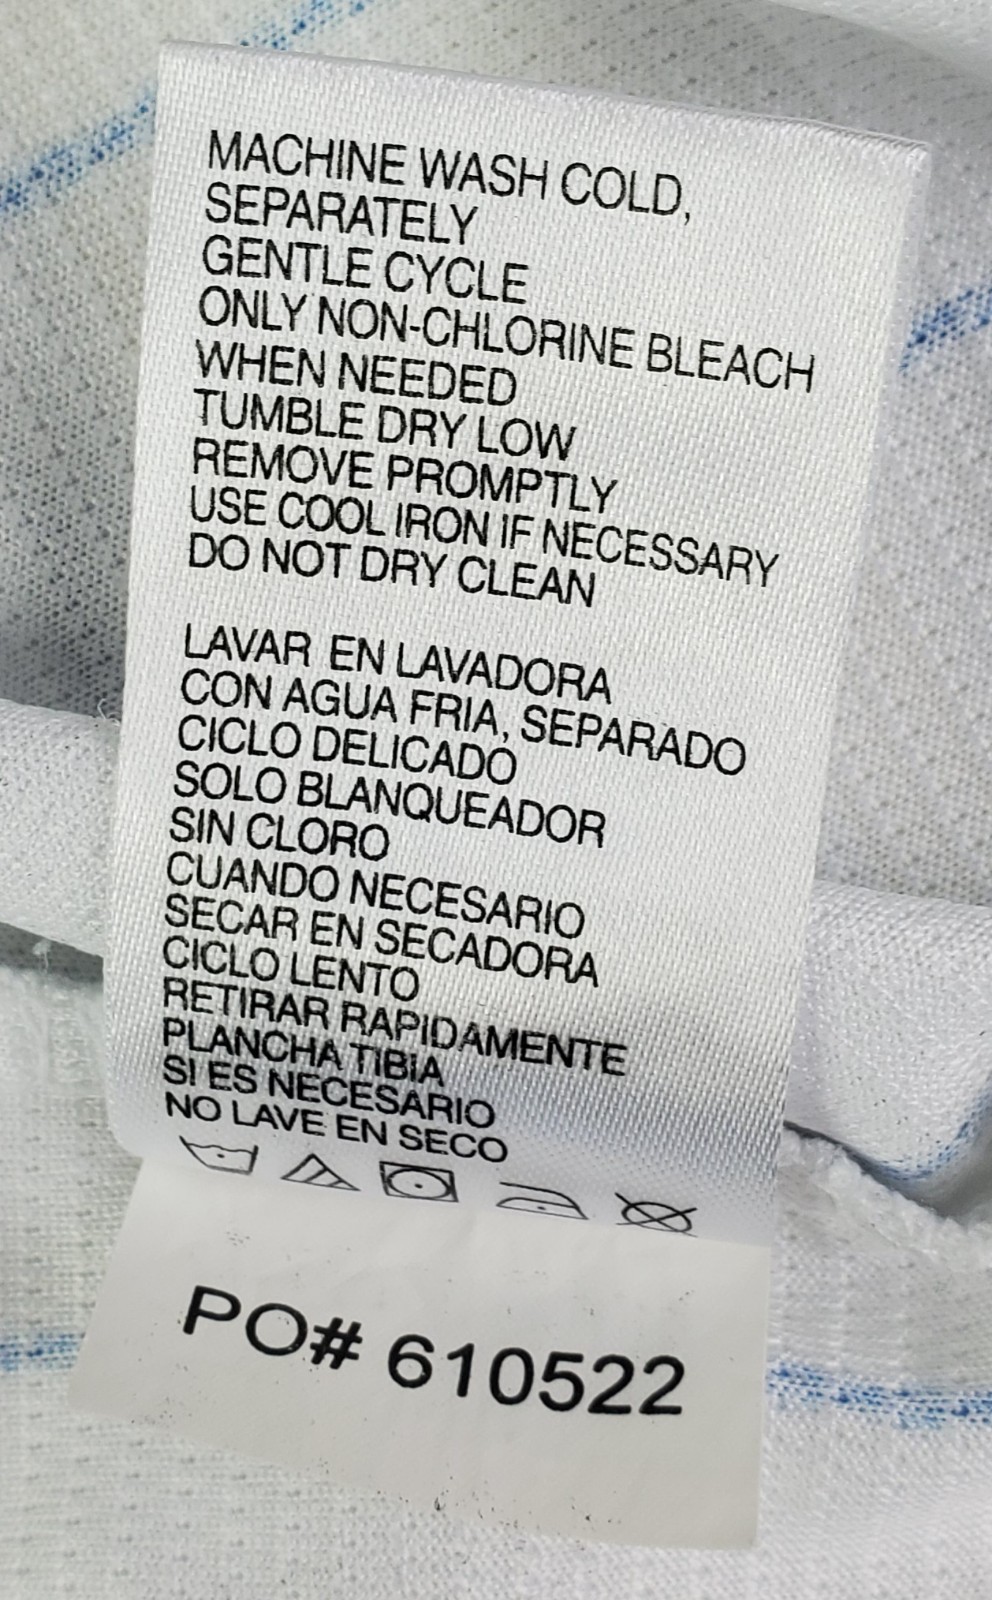 MACHINE WASH COLD,
SEPARATELY
GENTLE CYCLE
ONLY NON-CHLORINE BLEACH
WHEN NEEDED
TUMBLE DRY LOW
REMOVE PROMPTLY
USE COOL IRON IF NECESSARY
DO NOT DRY CLEAN
LAVAR EN LAVADORA
CON AGUA FRIA, SEPARADO
CICLO DELICADO
SOLO BLANQUEADOR
SIN CLORO
CUANDO NECESARIO
SECAR EN SECADORA
CICLO LENTO
RETIRAR RAPIDAMENTE
PLANCHA TIBIA
SI ES NECESARIO
NO LAVE EN SECO
PO# 610522